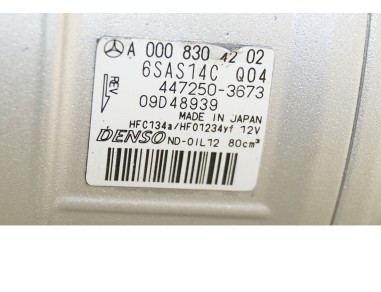 A 000 830 42 02
6SAS14C Q04
REV
447250-3673
09D48939
MADE IN JAPAN
HFC134a/HFO1234yf 12V
DENSO ND-OIL12 80cm³